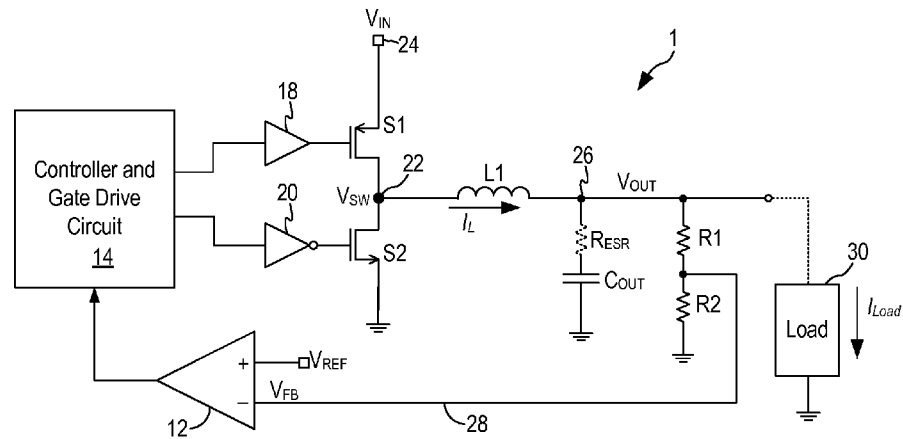 V_IN
24
1
18
S1
Controller and
Gate Drive
Circuit
14
22
L1
26
V_OUT
V_SW
20
I_L
R_ESR
R1
S2
C_OUT
R2
30
Load
I_Load
+
V_REF
V_FB
−
12
28